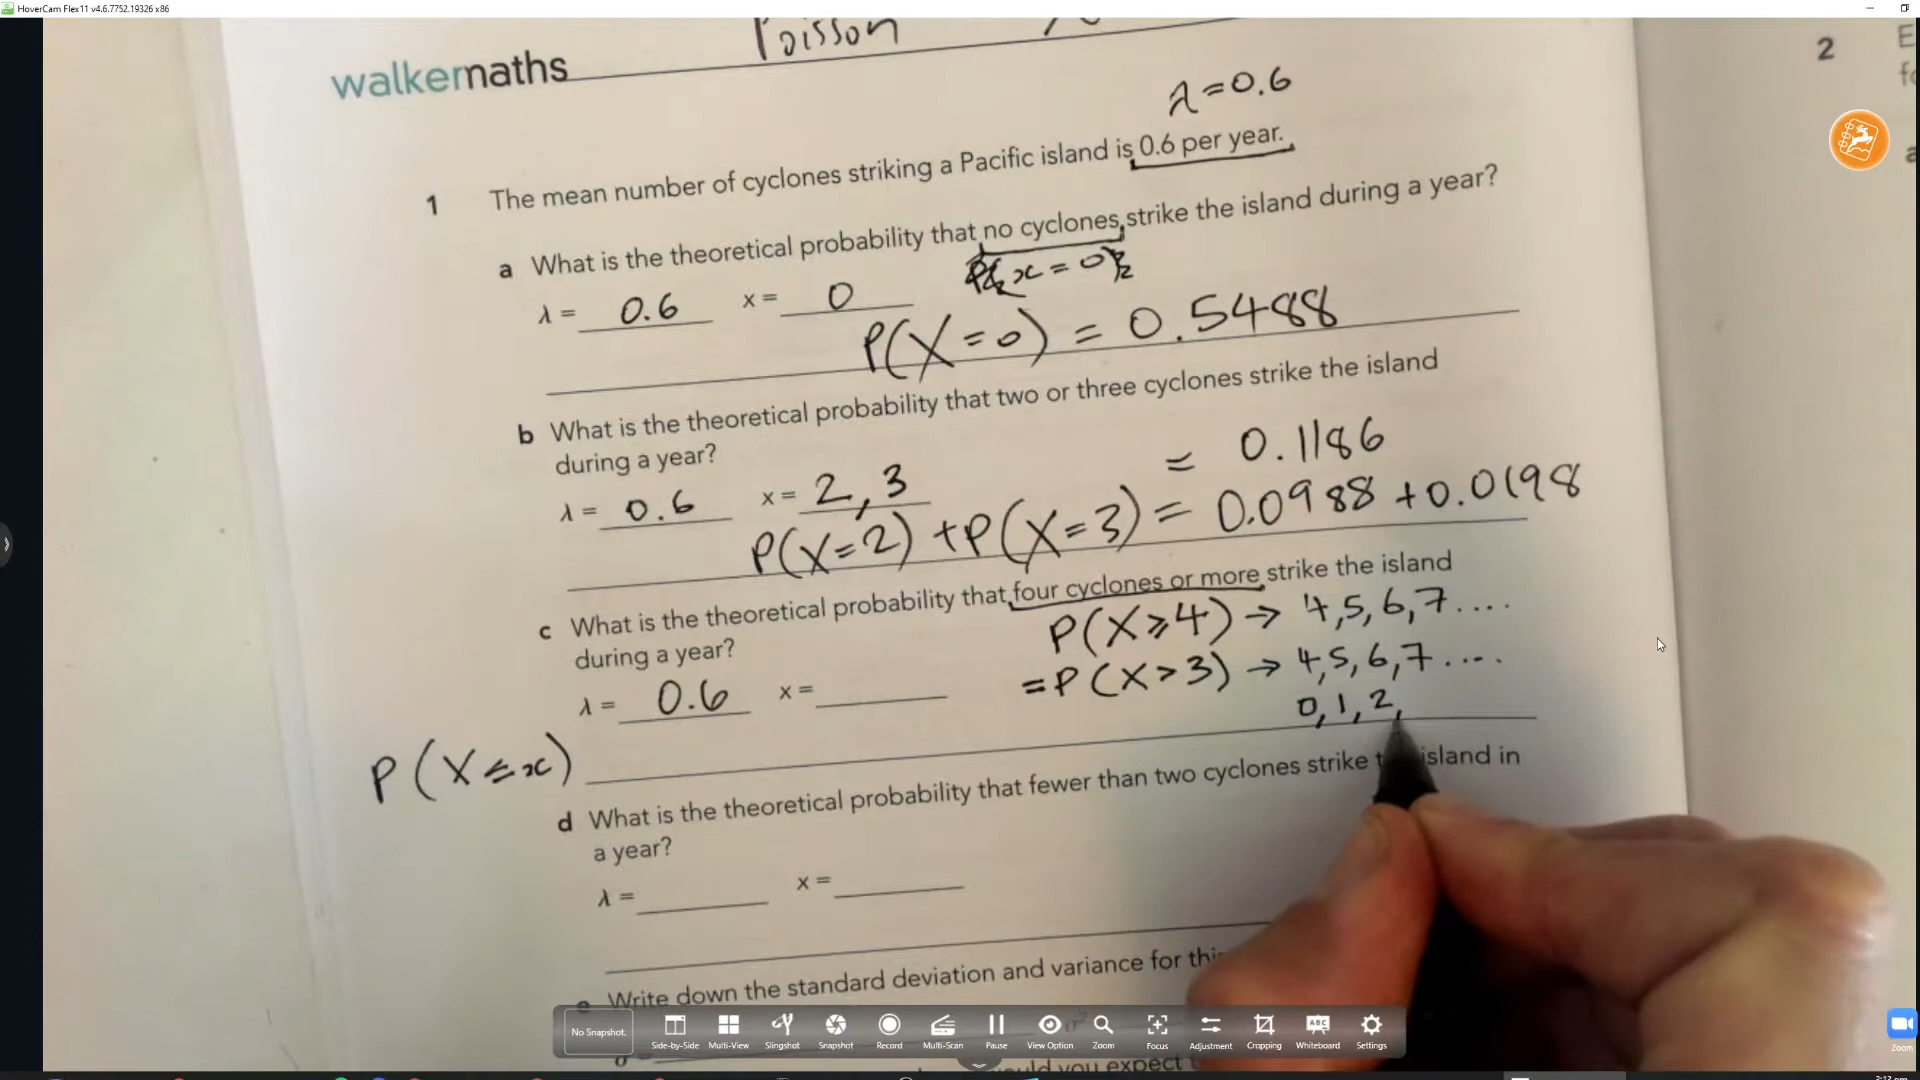 HoverCam Flex11 v4.6.7752.19326 x86
Poisson
walkernaths
λ=0.6
2
1 The mean number of cyclones striking a Pacific island is 0.6 per year.
a What is the theoretical probability that no cyclones strike the island during a year?
λ = 0.6 x = 0
P(X=0) = 0.5488
b What is the theoretical probability that two or three cyclones strike the island
during a year?
= 0.1186
λ = 0.6 x = 2,3
P(X=2) +P(X=3) = 0.0988 +0.0198
c What is the theoretical probability that four cyclones or more strike the island
during a year?
P(X⩾4) → 4,5,6,7....
=P(X>3) → 4,5,6,7....
λ = 0.6 x =
0,1,2,
P(X≤x)
d What is the theoretical probability that fewer than two cyclones strike island in
a year?
λ = x =
Write down the standard deviation and variance for
No Snapshot.
Side-by-Side Multi-View Slingshot Snapshot Record Multi-Scan Pause View Option Zoom Focus Adjustment Cropping Whiteboard Settings
ABC
Zoom
you expect